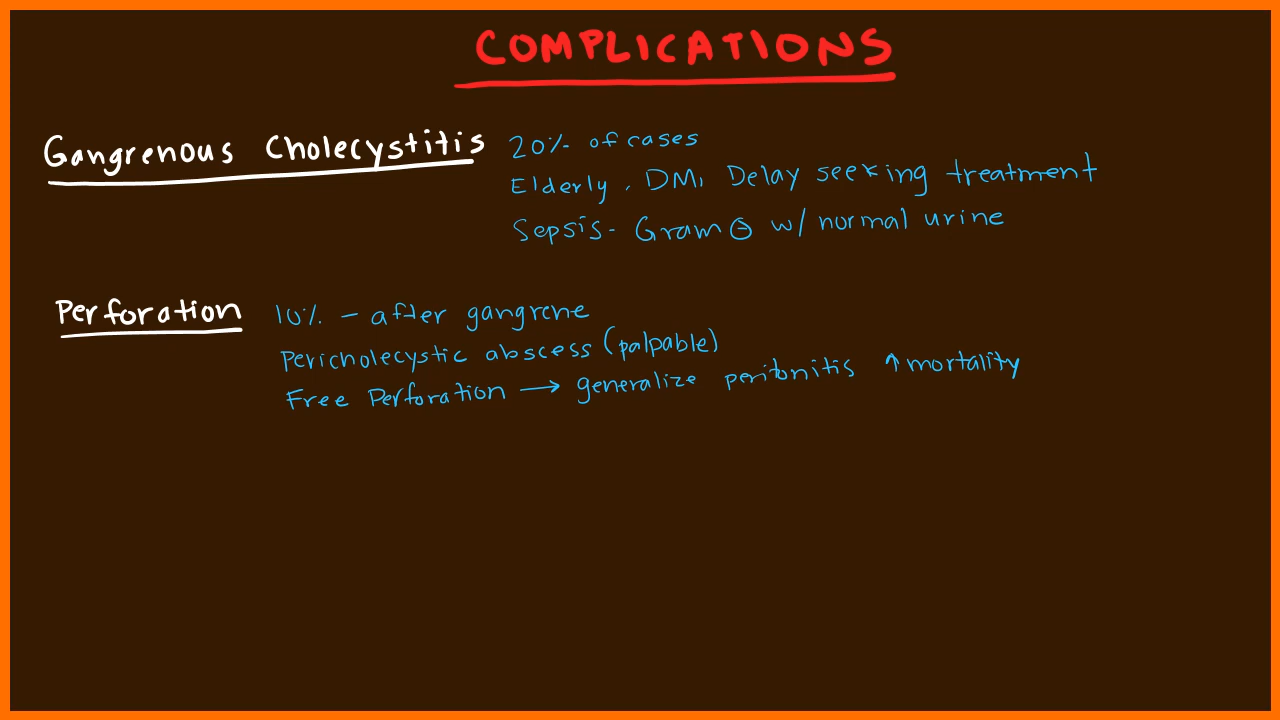 COMPLICATIONS
Gangrenous Cholecystitis
20% of cases
Elderly, DM, Delay seeking treatment
Sepsis- Gram ⊖ w/ normal urine
Perforation
10% - after gangrene
Pericholecystic abscess (palpable)
Free Perforation → generalize peritonitis ↑ mortality